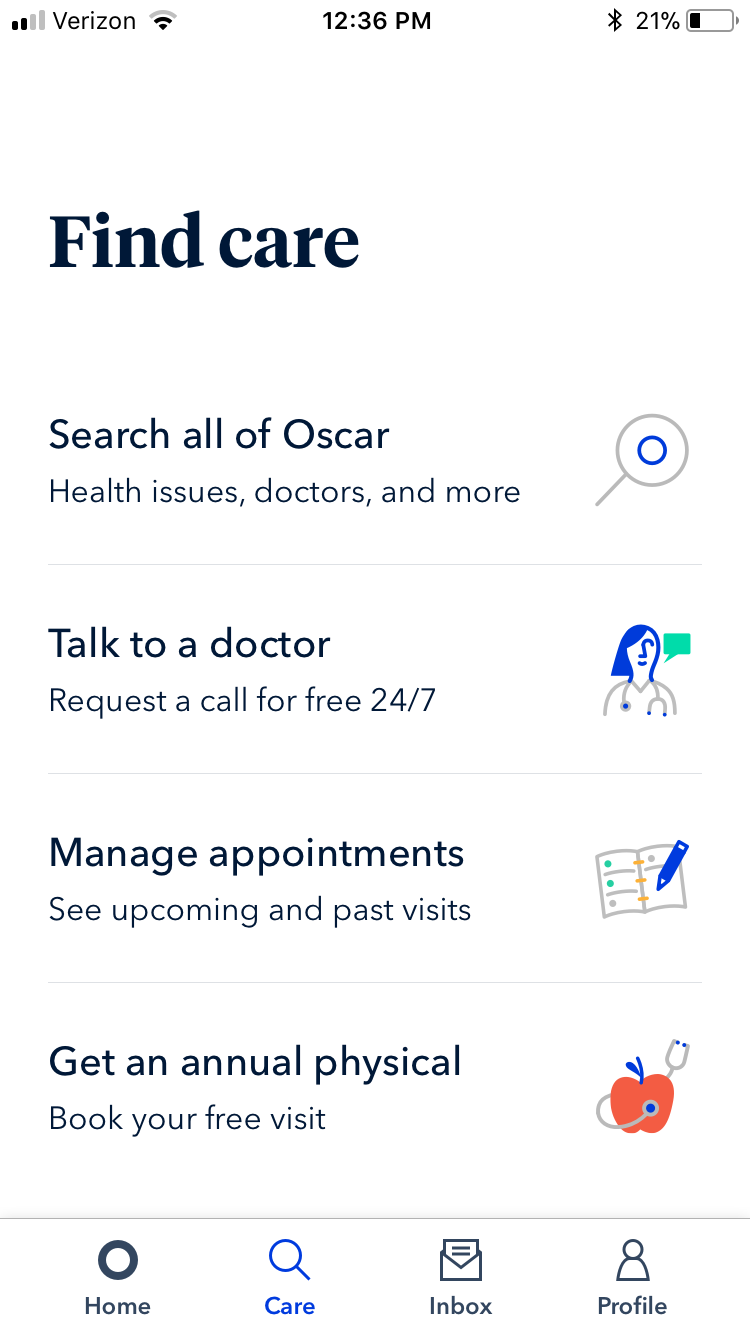 Verizon 12:36 PM 21%
Find care
Search all of Oscar
Health issues, doctors, and more
Talk to a doctor
Request a call for free 24/7
Manage appointments
See upcoming and past visits
Get an annual physical
Book your free visit
Home Care Inbox Profile